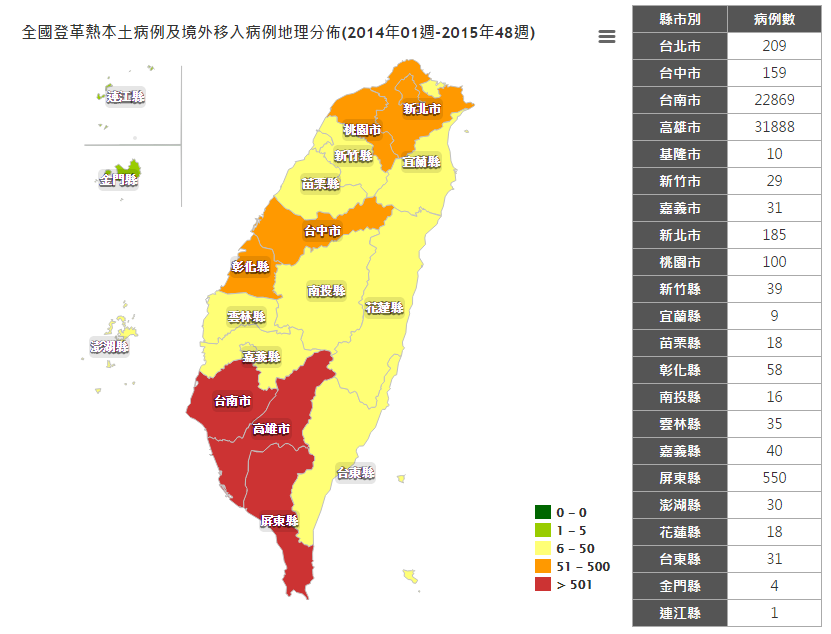 全國登革熱本土病例及境外移入病例地理分佈(2014年01週-2015年48週)
連江縣
金門縣
新北市
桃園市
新竹縣
宜蘭縣
苗栗縣
台中市
彰化縣
南投縣
花蓮縣
雲林縣
澎湖縣
嘉義縣
台南市
高雄市
台東縣
屏東縣
0 – 0
1 – 5
6 – 50
51 – 500
> 501
縣市別 病例數
台北市 209
台中市 159
台南市 22869
高雄市 31888
基隆市 10
新竹市 29
嘉義市 31
新北市 185
桃園市 100
新竹縣 39
宜蘭縣 9
苗栗縣 18
彰化縣 58
南投縣 16
雲林縣 35
嘉義縣 40
屏東縣 550
澎湖縣 30
花蓮縣 18
台東縣 31
金門縣 4
連江縣 1